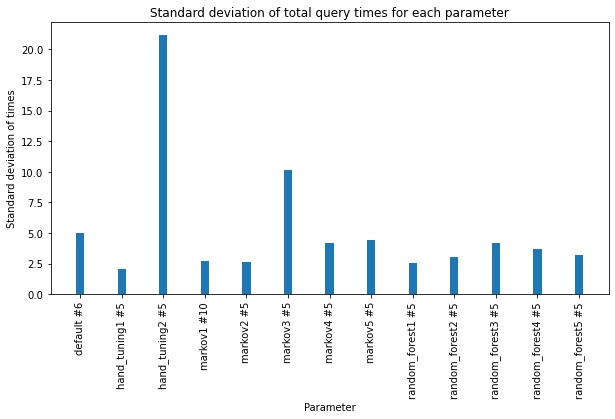 Standard deviation of total query times for each parameter
Standard deviation of times
20.0
17.5
15.0
12.5
10.0
7.5
5.0
2.5
0.0
default #6
hand_tuning1 #5
hand_tuning2 #5
markov1 #10
markov2 #5
markov3 #5
markov4 #5
markov5 #5
random_forest1 #5
random_forest2 #5
random_forest3 #5
random_forest4 #5
random_forest5 #5
Parameter